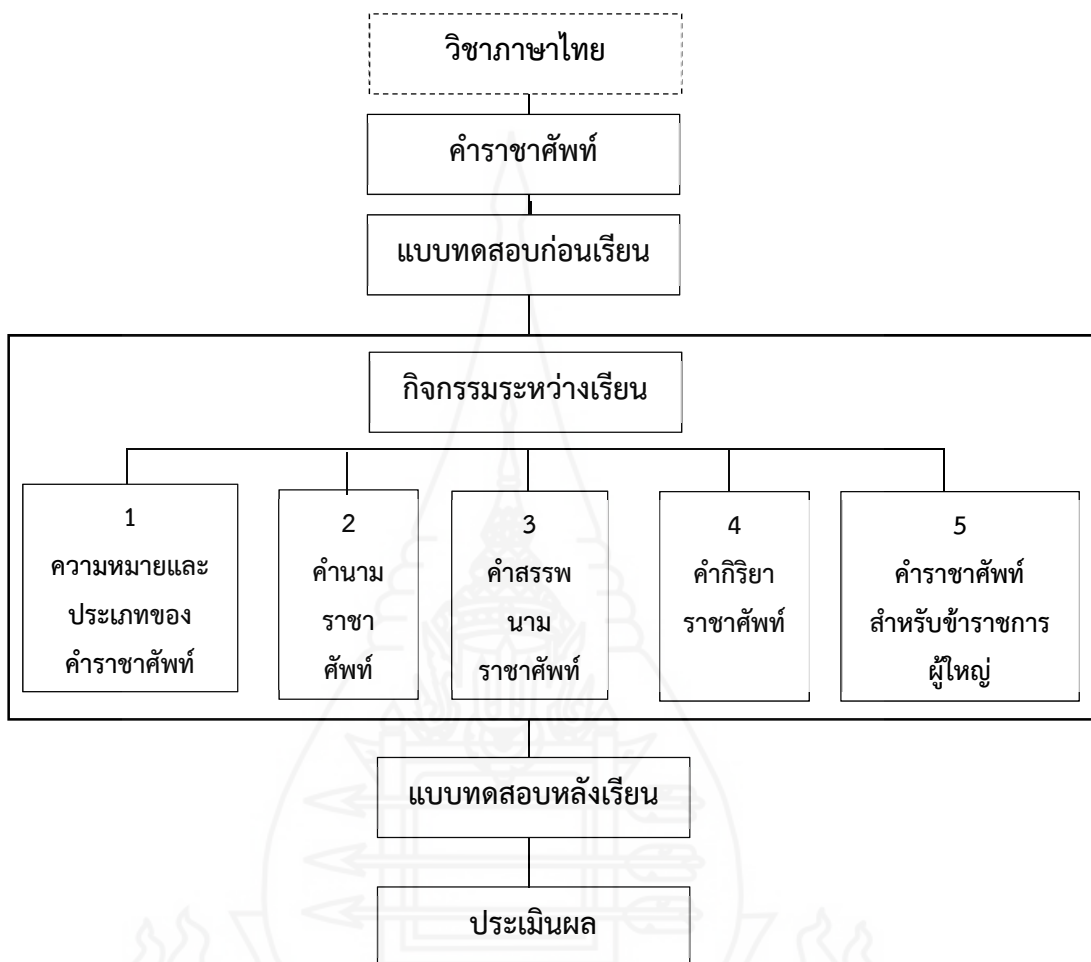 วิชาภาษาไทย
คำราชาศัพท์
แบบทดสอบก่อนเรียน
กิจกรรมระหว่างเรียน
1
ความหมายและ
ประเภทของ
คำราชาศัพท์
2
คำนาม
ราชา
ศัพท์
3
คำสรรพ
นาม
ราชาศัพท์
4
คำกิริยา
ราชาศัพท์
5
คำราชาศัพท์
สำหรับข้าราชการ
ผู้ใหญ่
แบบทดสอบหลังเรียน
ประเมินผล